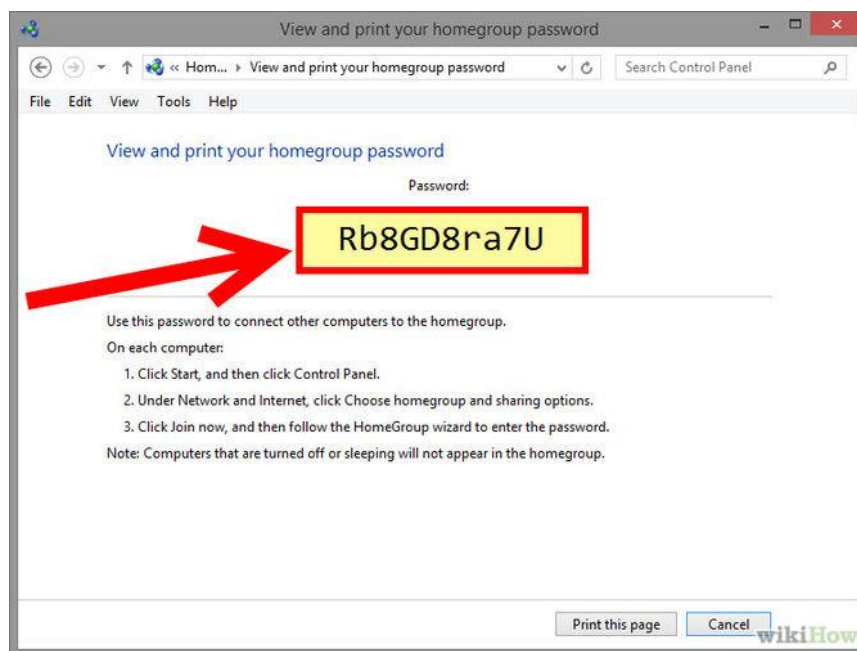 View and print your homegroup password
« Hom... ▸ View and print your homegroup password
Search Control Panel
File Edit View Tools Help
View and print your homegroup password
Password:
Rb8GD8ra7U
Use this password to connect other computers to the homegroup.
On each computer:
1. Click Start, and then click Control Panel.
2. Under Network and Internet, click Choose homegroup and sharing options.
3. Click Join now, and then follow the HomeGroup wizard to enter the password.
Note: Computers that are turned off or sleeping will not appear in the homegroup.
Print this page Cancel
wikiHow